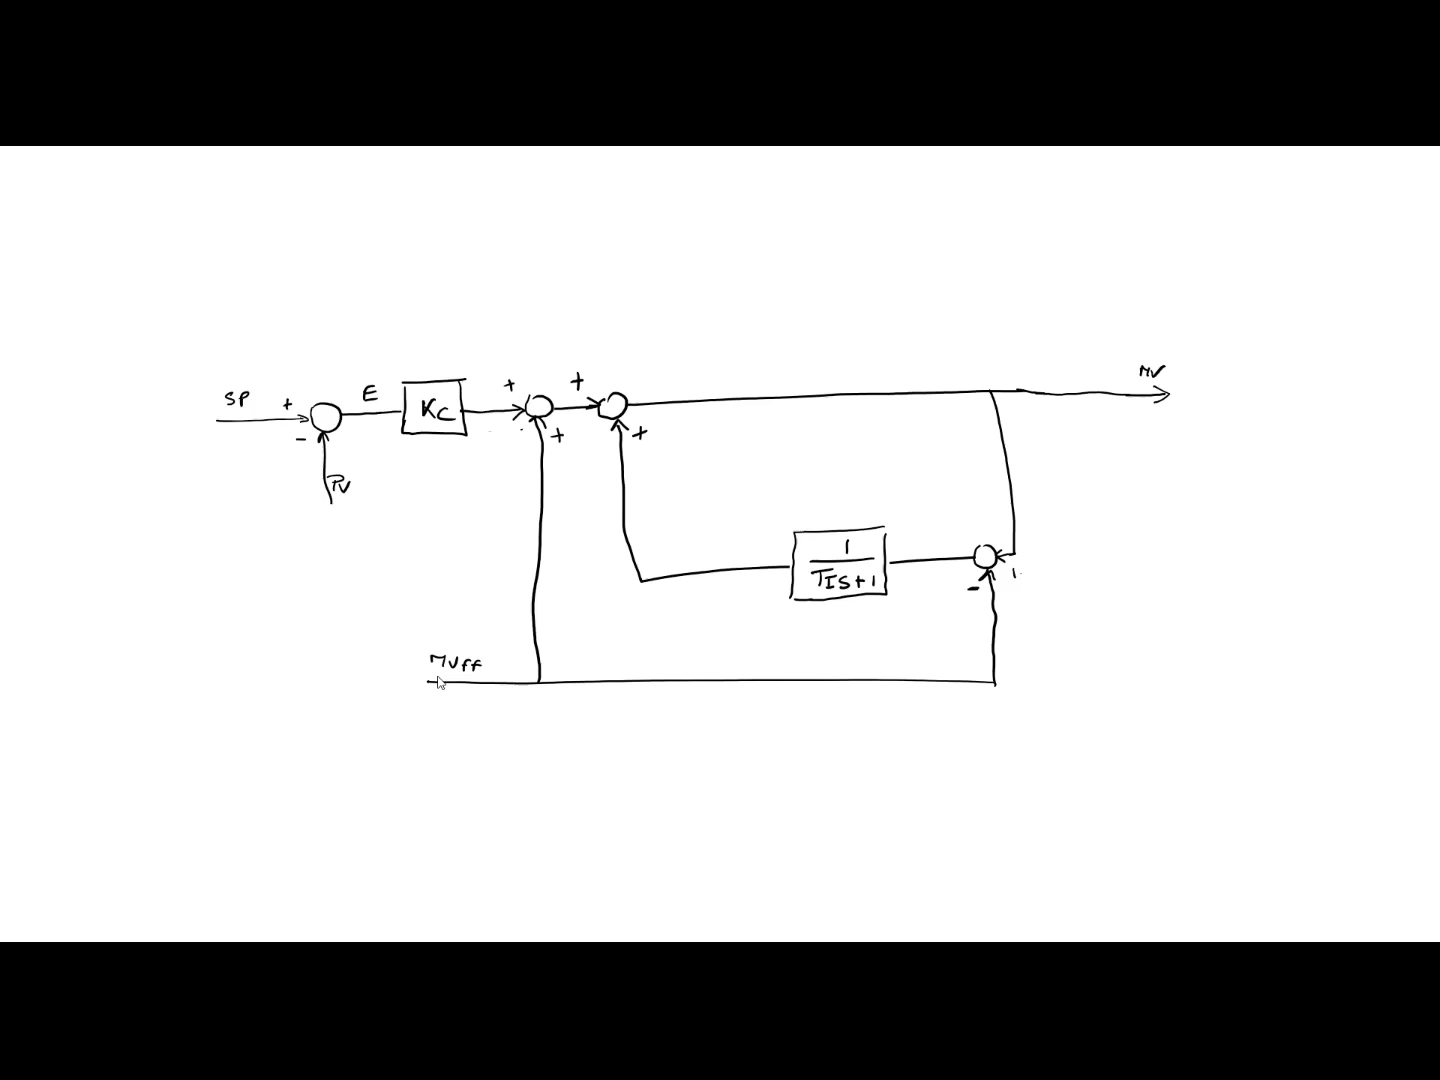 SP + E KC + + MV
- + +
PV
1
TIS+1
-
MVff